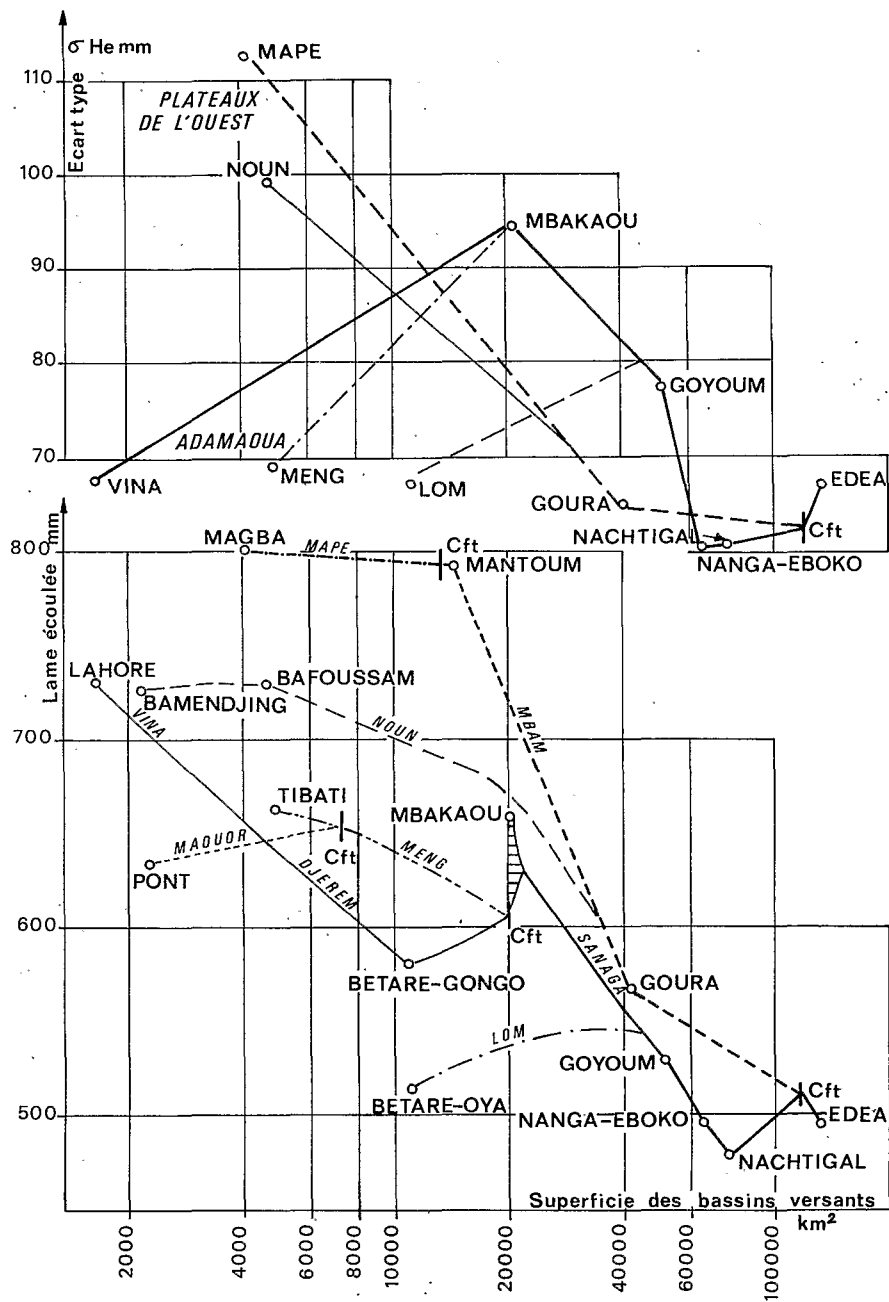 σ He mm
MAPE
110
Ecart type
PLATEAUX
DE L'OUEST
NOUN
100
MBAKAOU
90
80
GOYOUM
ADAMAOUA
70
VINA
MENG
LOM
EDEA
GOURA
Cft
NACHTIGAL
NANGA-EBOKO
Lame écoulée mm
MAGBA
MAPE
Cft
800
MANTOUM
LAHORE
BAFOUSSAM
BAMENDJING
VINA
NOUN
MBAM
700
TIBATI
MBAKAOU
MAOUOR
Cft
MENG
PONT
DJEREM
600
Cft
SANAGA
BETARE-GONGO
GOURA
LOM
GOYOUM
BETARE-OYA
Cft
500
NANGA-EBOKO
EDEA
NACHTIGAL
Superficie des bassins versants
km²
2000
4000
6000
8000
10000
20000
40000
60000
100000